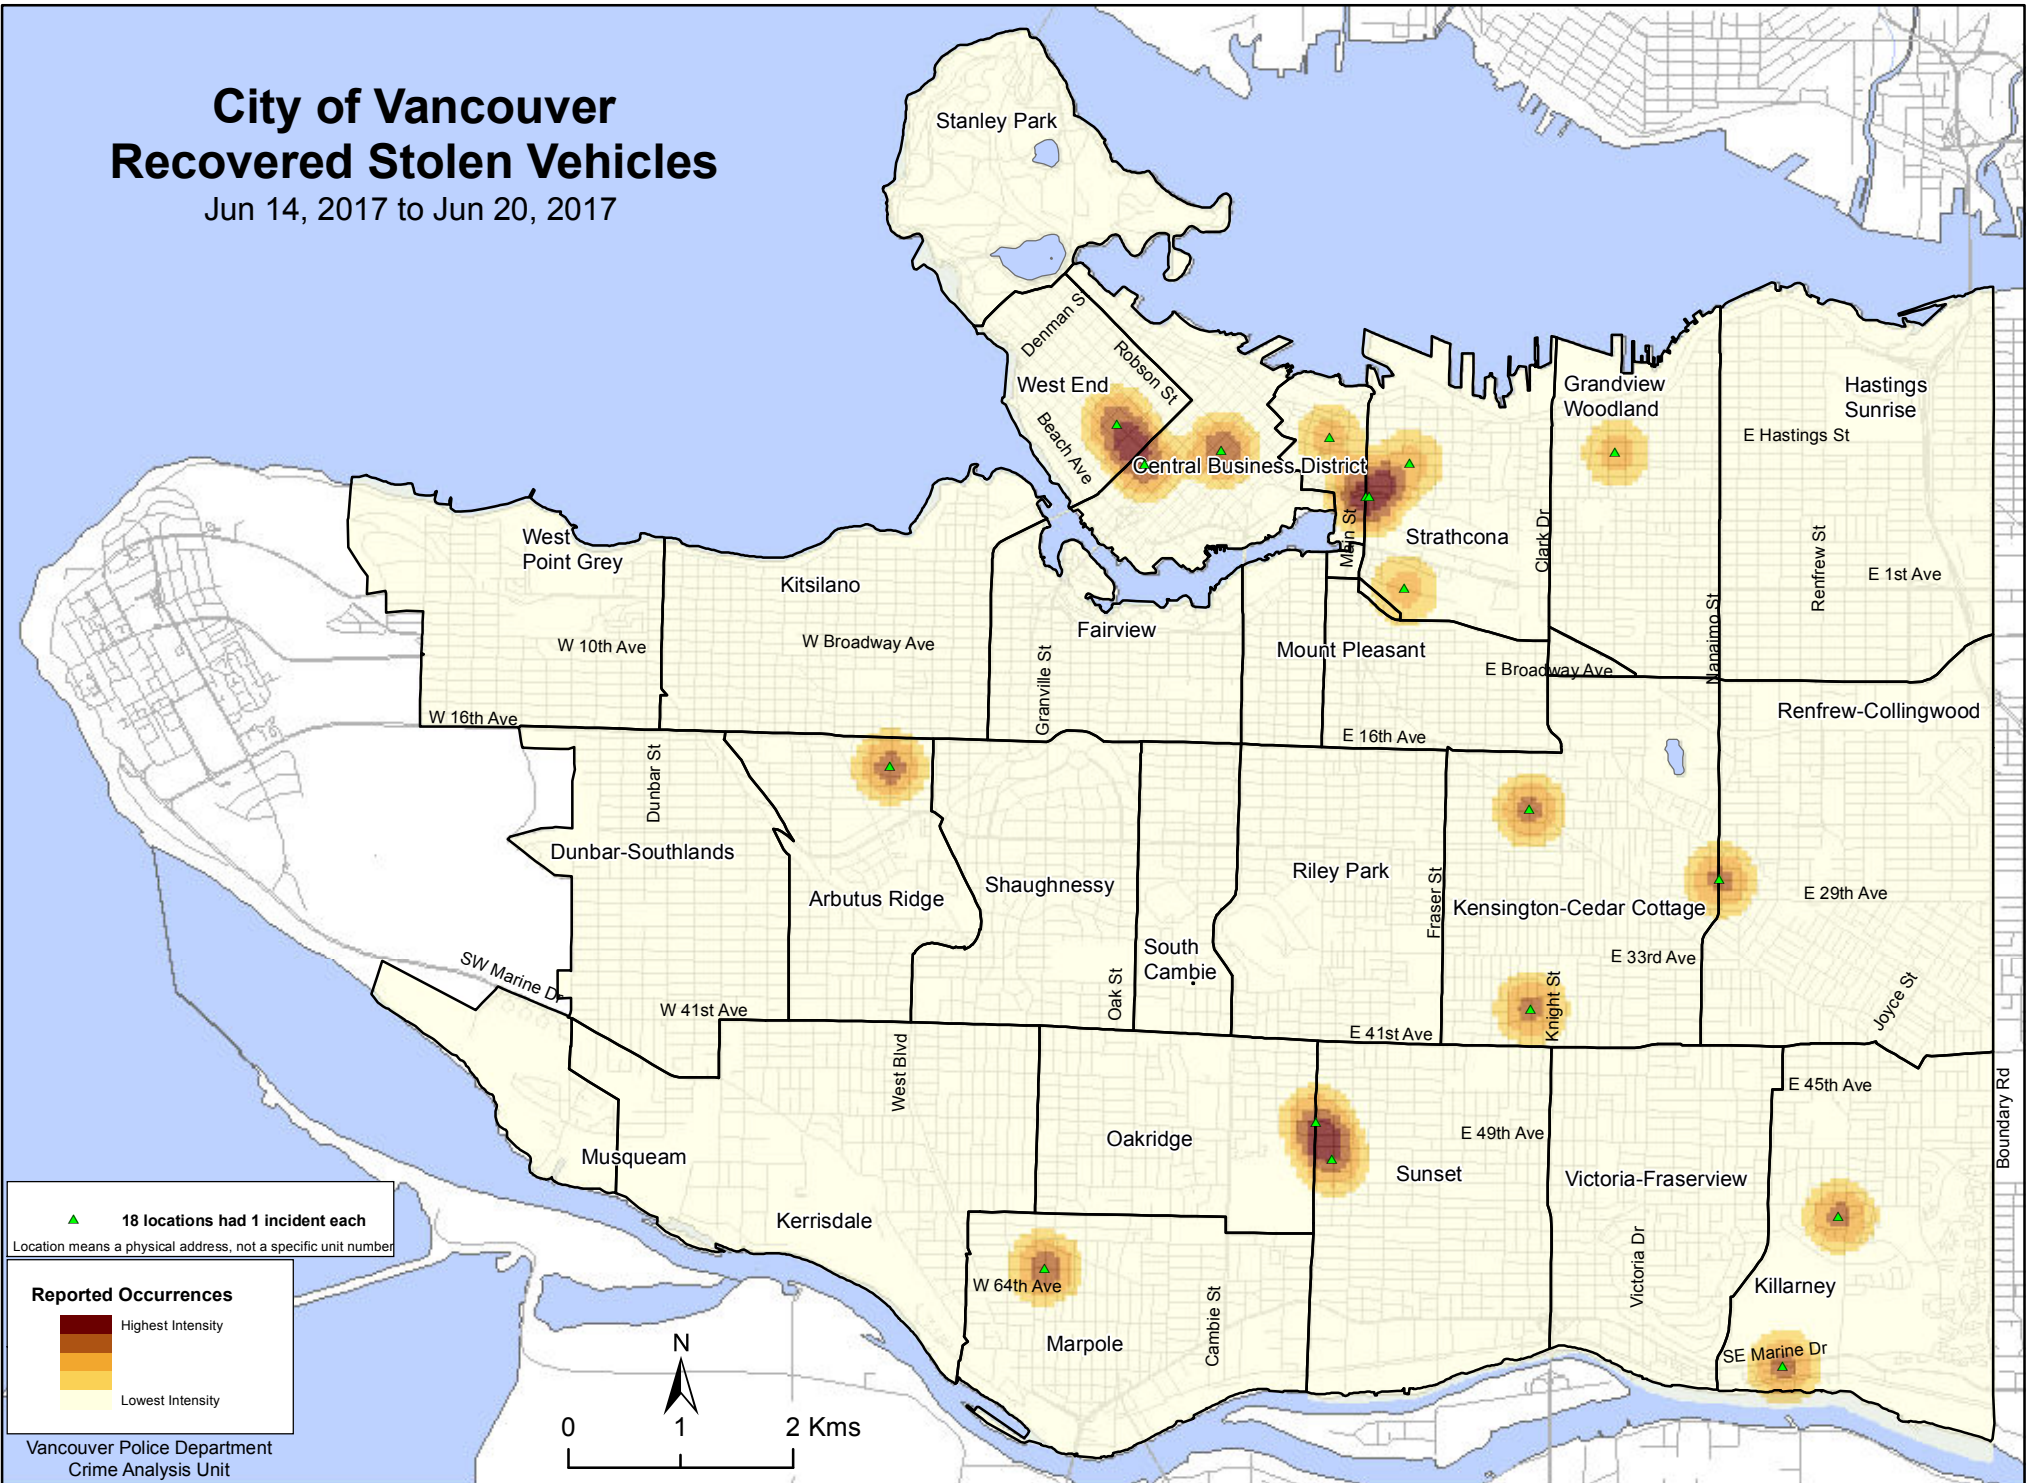 City of Vancouver
Recovered Stolen Vehicles
Jun 14, 2017 to Jun 20, 2017
Stanley Park
Denman S
Robson St
West End
Beach Ave
Central Business District
Main St
Strathcona
Clark Dr
Grandview
Woodland
Hastings
Sunrise
E Hastings St
Renfrew St
E 1st Ave
Nanaimo St
West
Point Grey
Kitsilano
W 10th Ave
W Broadway Ave
Fairview
Granville St
Mount Pleasant
E Broadway Ave
W 16th Ave
E 16th Ave
Renfrew-Collingwood
Dunbar St
Dunbar-Southlands
Arbutus Ridge
Shaughnessy
Riley Park
Fraser St
Kensington-Cedar Cottage
E 29th Ave
South
Cambie
E 33rd Ave
SW Marine Dr
W 41st Ave
Oak St
E 41st Ave
Knight St
Joyce St
West Blvd
E 45th Ave
Boundary Rd
Oakridge
E 49th Ave
Musqueam
Sunset
Victoria-Fraserview
Kerrisdale
Victoria Dr
W 64th Ave
Killarney
Marpole
Cambie St
SE Marine Dr
18 locations had 1 incident each
Location means a physical address, not a specific unit number
Reported Occurrences
Highest Intensity
Lowest Intensity
N
0 1 2 Kms
Vancouver Police Department
Crime Analysis Unit